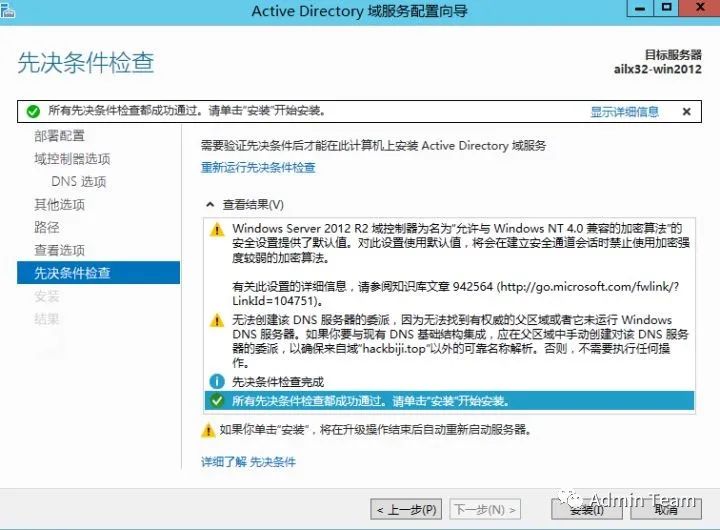 Active Directory 域服务配置向导
先决条件检查
目标服务器
ailx32-win2012
所有先决条件检查都成功通过。请单击"安装"开始安装。
显示详细信息
部署配置
域控制器选项
DNS 选项
其他选项
路径
查看选项
先决条件检查
安装
结果
需要验证先决条件后才能在此计算机上安装 Active Directory 域服务
重新运行先决条件检查
查看结果(V)
Windows Server 2012 R2 域控制器为名为"允许与 Windows NT 4.0 兼容的加密算法"的
安全设置提供了默认值。对此设置使用默认值，将会在建立安全通道会话时禁止使用加密强
度较弱的加密算法。
有关此设置的详细信息，请参阅知识库文章 942564 (http://go.microsoft.com/fwlink/?
LinkId=104751)。
无法创建该 DNS 服务器的委派，因为无法找到有权威的父区域或者它未运行 Windows
DNS 服务器。如果你要与现有 DNS 基础结构集成，应在父区域中手动创建对该 DNS 服务
器的委派，以确保来自域"hackbiji.top"以外的可靠名称解析。否则，不需要执行任何操
作。
先决条件检查完成
所有先决条件检查都成功通过。请单击"安装"开始安装。
如果你单击"安装"，将在升级操作结束后自动重新启动服务器。
详细了解 先决条件
< 上一步(P)
下一步(N) >
安装(I)
取消
Admin Team